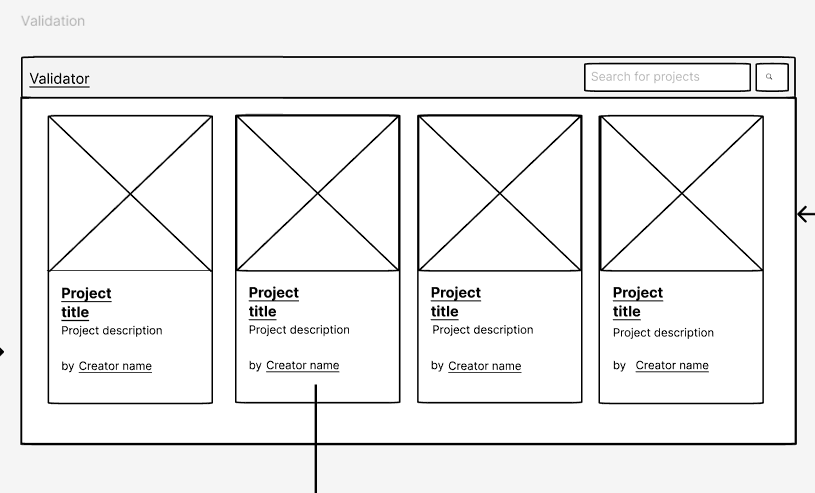 Validation
Validator
Search for projects
Project
title
Project description
by Creator name
Project
title
Project description
by Creator name
Project
title
Project description
by Creator name
Project
title
Project description
by Creator name